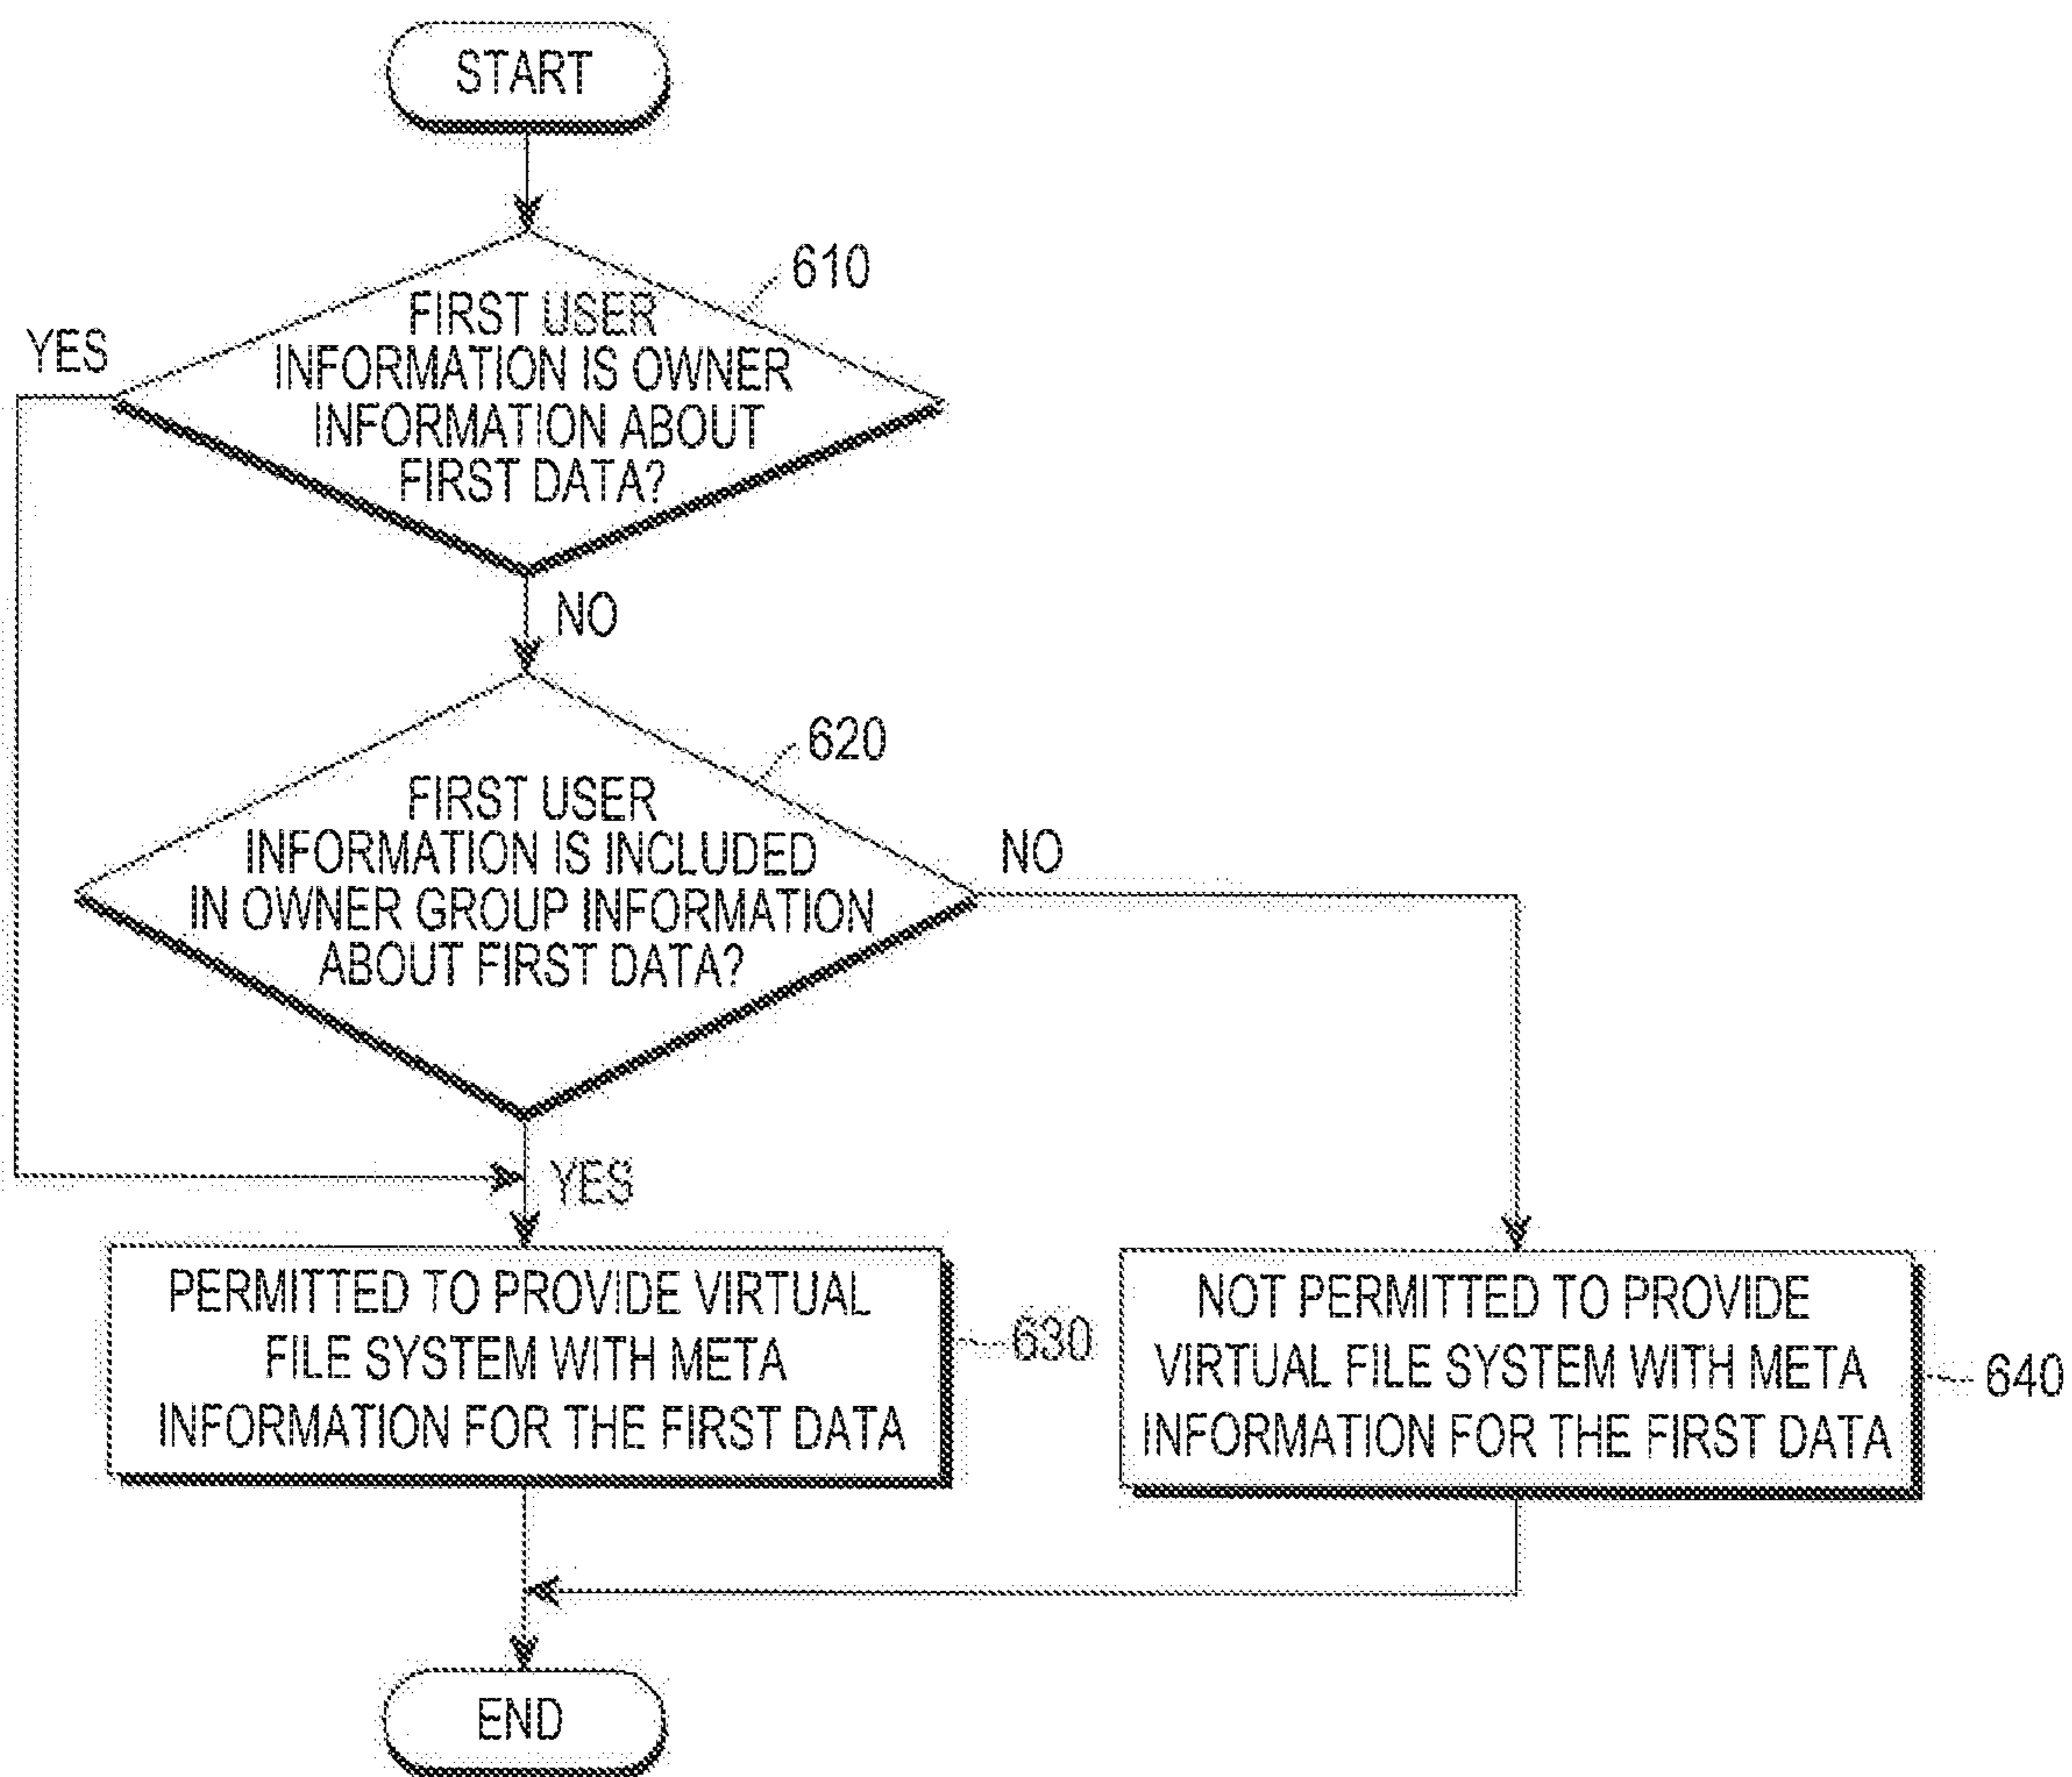 START
610
FIRST USER
INFORMATION IS OWNER
INFORMATION ABOUT
FIRST DATA?
YES
NO
620
FIRST USER
INFORMATION IS INCLUDED
IN OWNER GROUP INFORMATION
ABOUT FIRST DATA?
NO
YES
PERMITTED TO PROVIDE VIRTUAL
FILE SYSTEM WITH META
INFORMATION FOR THE FIRST DATA
630
NOT PERMITTED TO PROVIDE
VIRTUAL FILE SYSTEM WITH META
INFORMATION FOR THE FIRST DATA
640
END